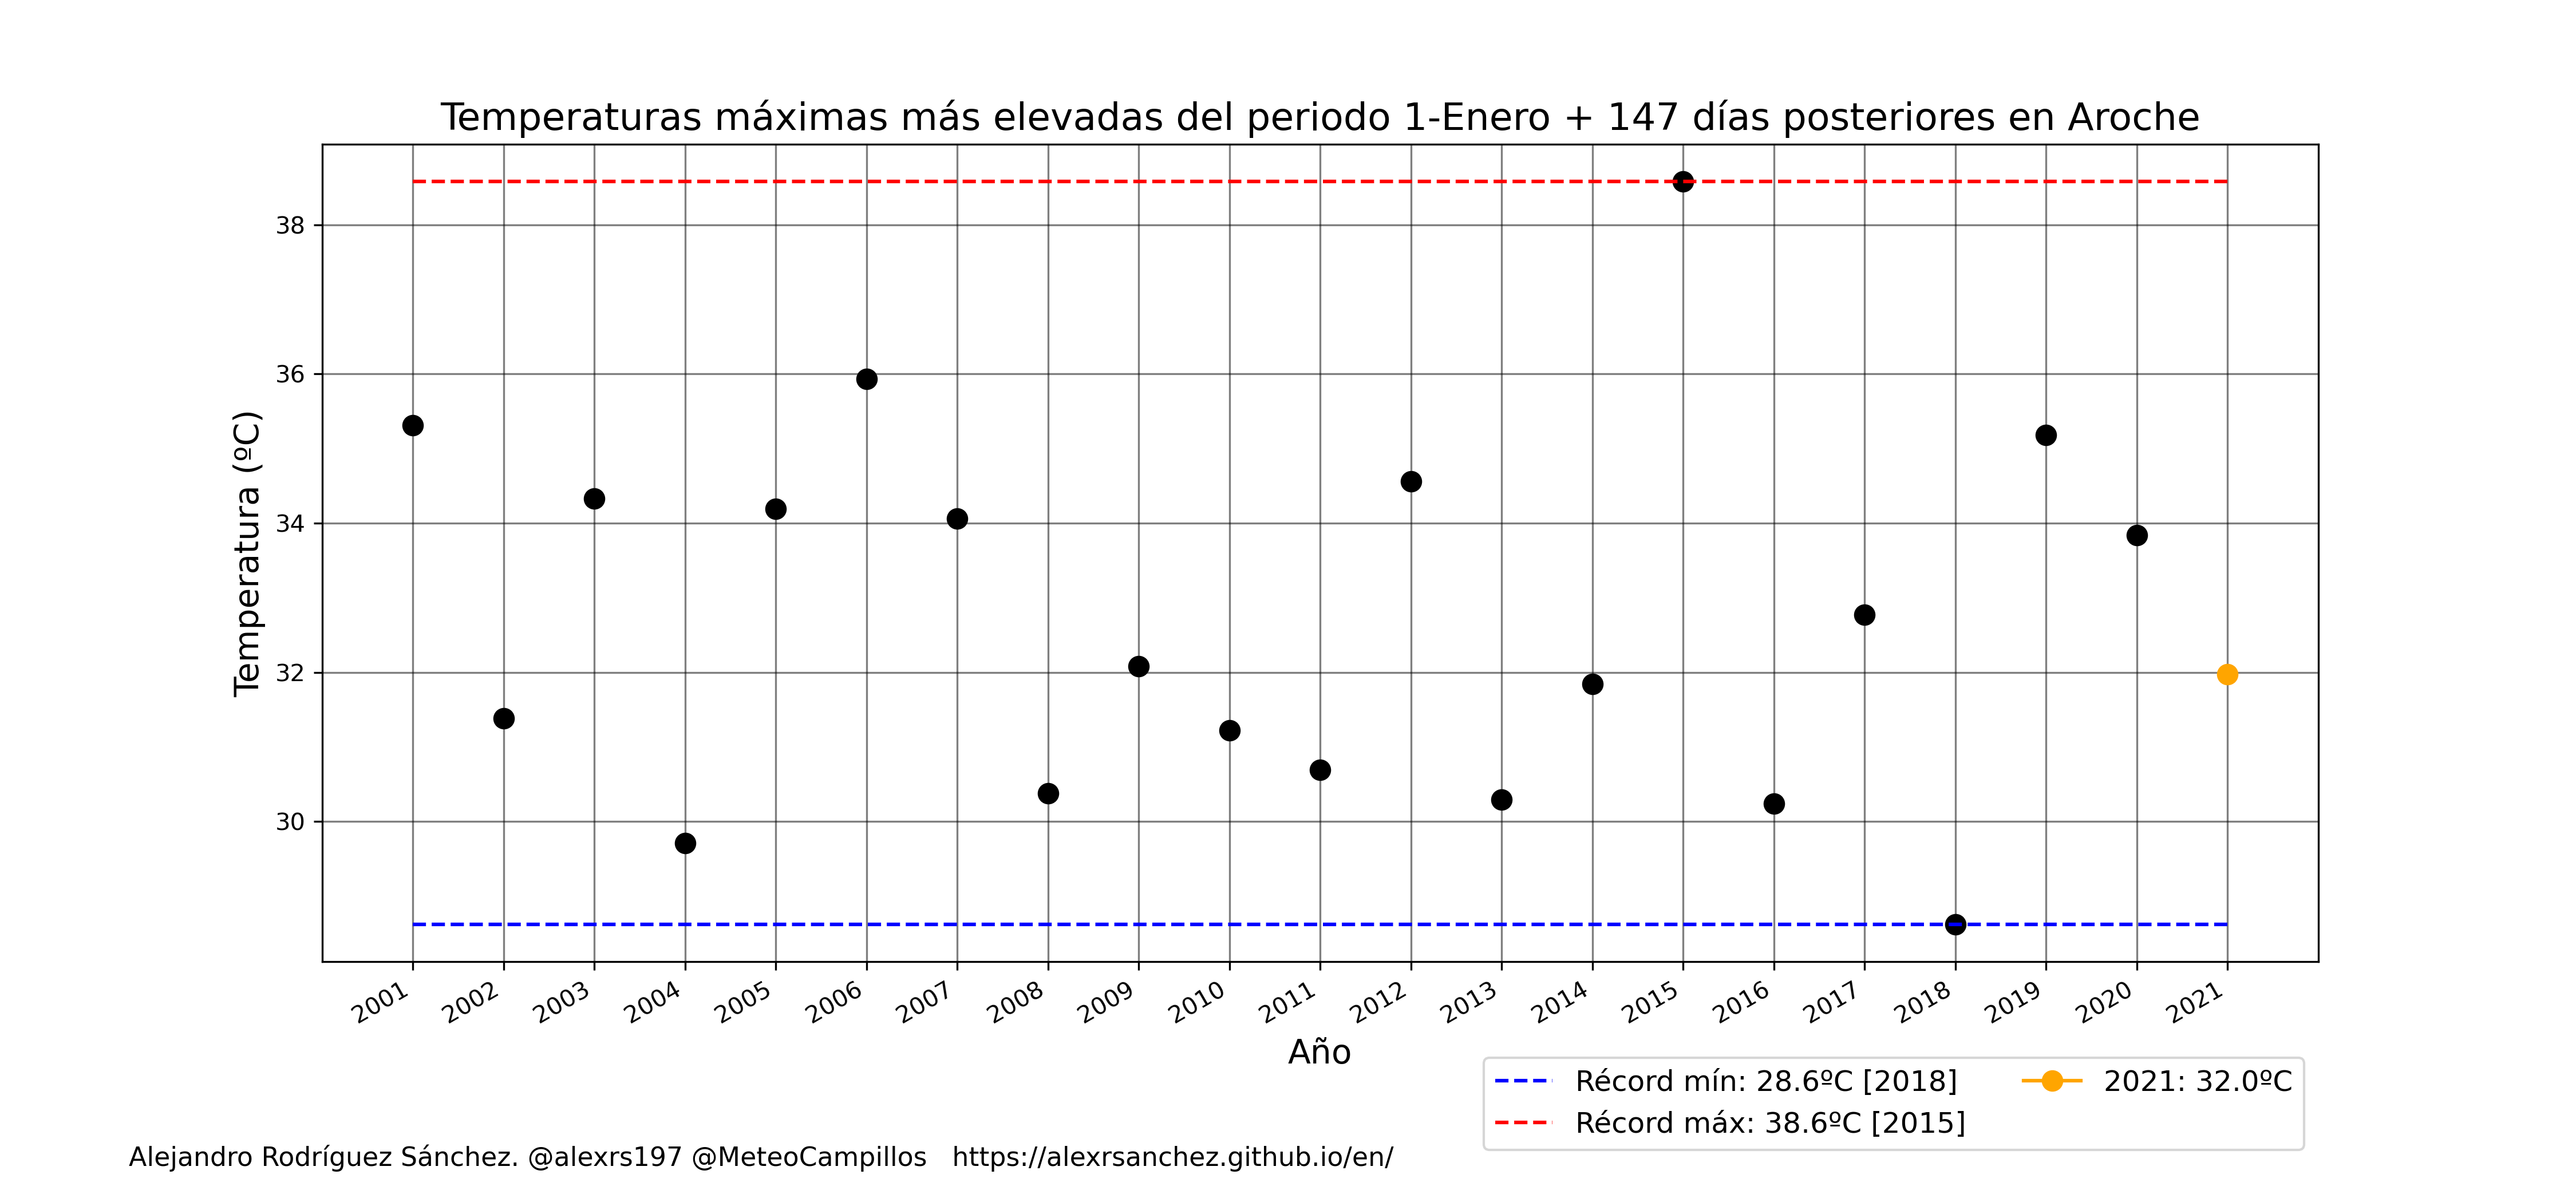 Temperaturas máximas más elevadas del periodo 1-Enero + 147 días posteriores en Aroche
Temperatura (ºC)
38
36
34
32
30
2001 2002 2003 2004 2005 2006 2007 2008 2009 2010 2011 2012 2013 2014 2015 2016 2017 2018 2019 2020 2021
Año
Récord mín: 28.6ºC [2018]
Récord máx: 38.6ºC [2015]
2021: 32.0ºC
Alejandro Rodríguez Sánchez. @alexrs197 @MeteoCampillos https://alexrsanchez.github.io/en/